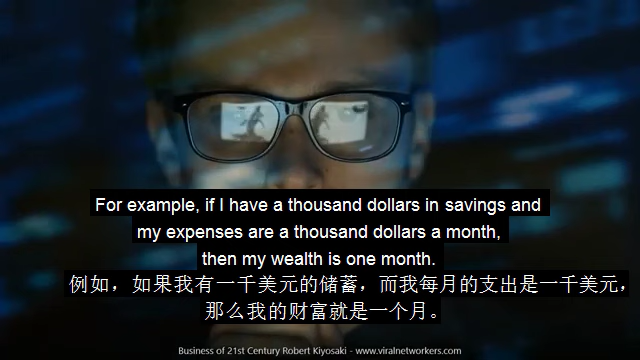 For example, if I have a thousand dollars in savings and
my expenses are a thousand dollars a month,
then my wealth is one month.
例如，如果我有一千美元的储蓄，而我每月的支出是一千美元，
那么我的财富就是一个月。
Business of 21st Century Robert Kiyosaki - www.viralnetworkers.com